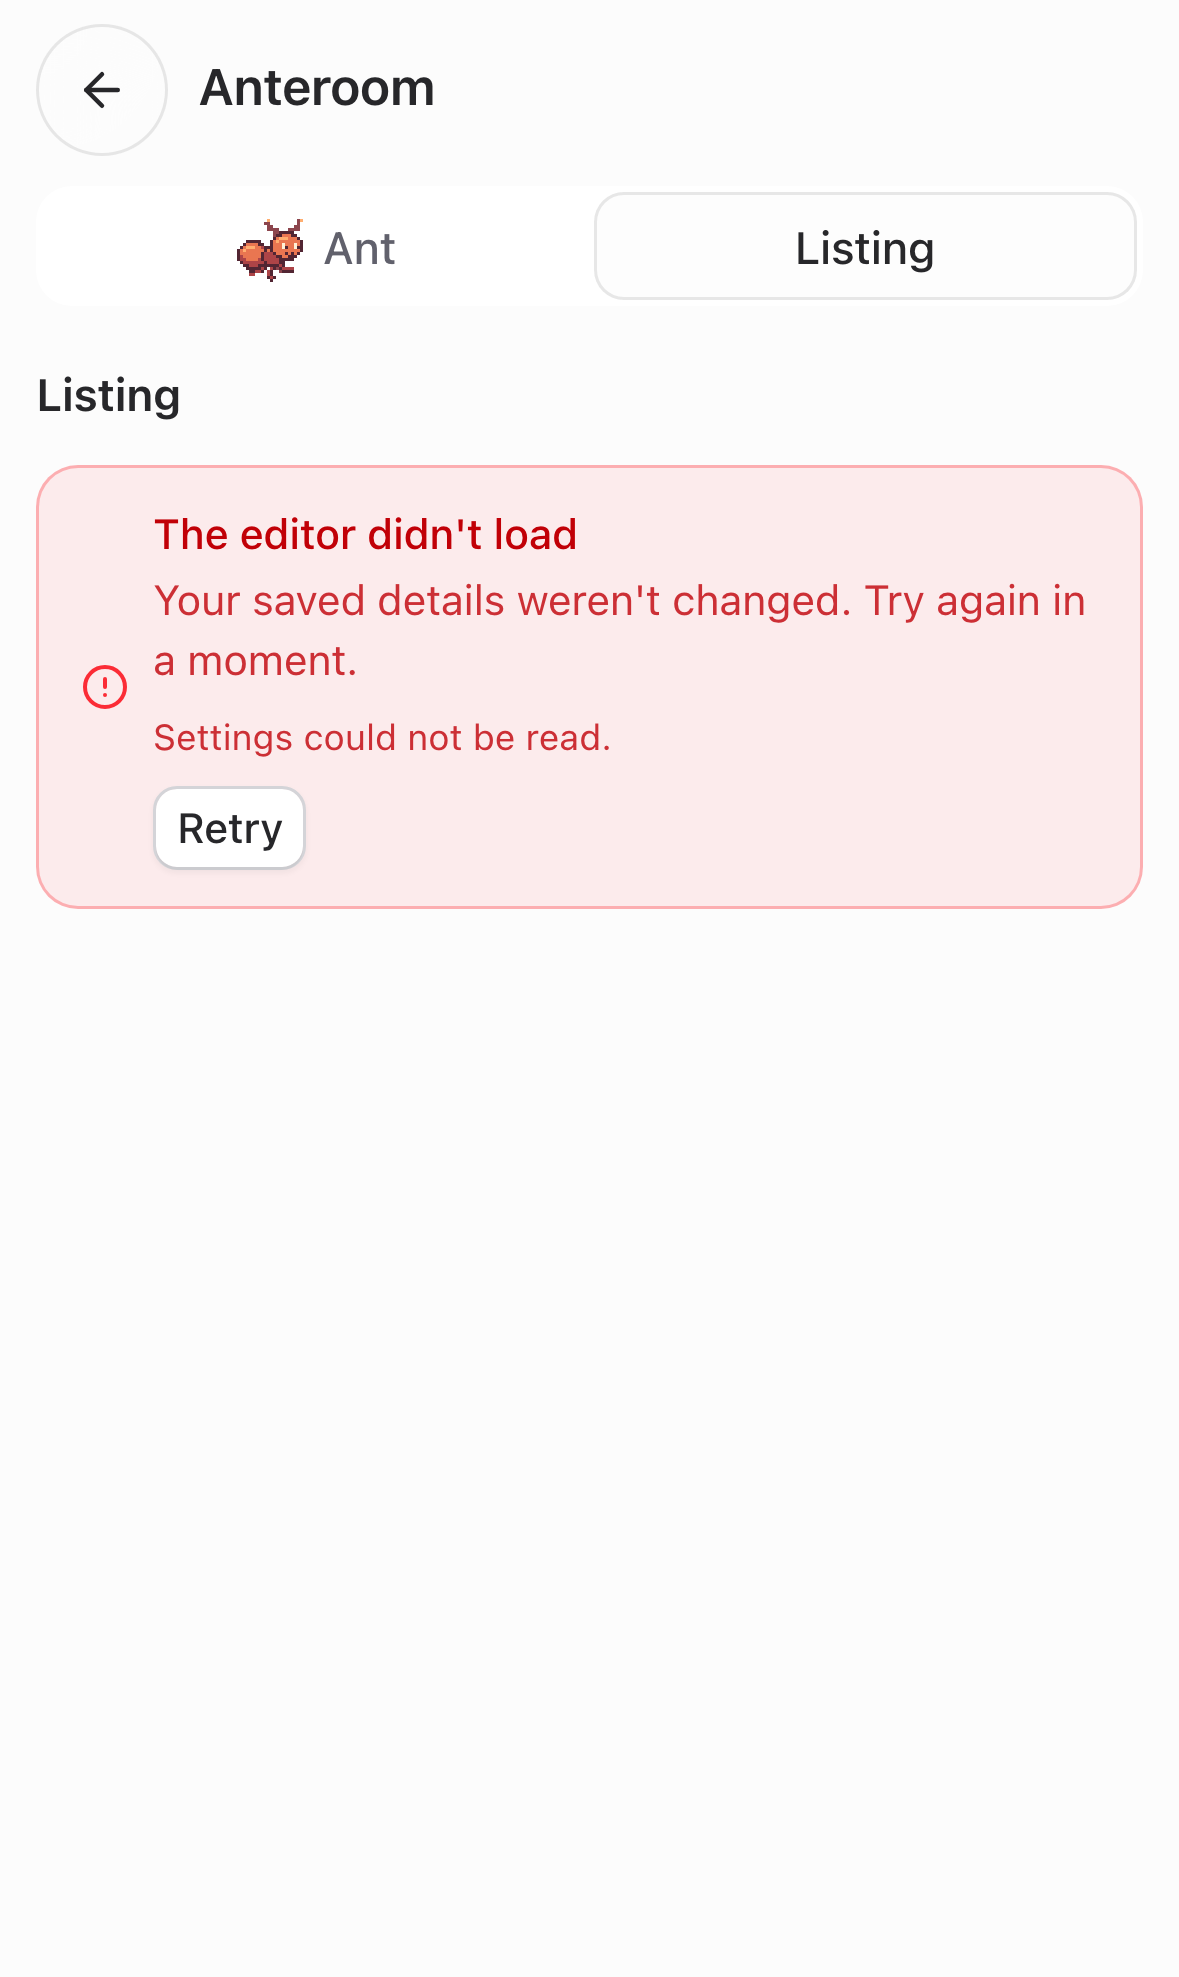 Anteroom
Ant
Listing
Listing
The editor didn't load
Your saved details weren't changed. Try again in
a moment.
Settings could not be read.
Retry